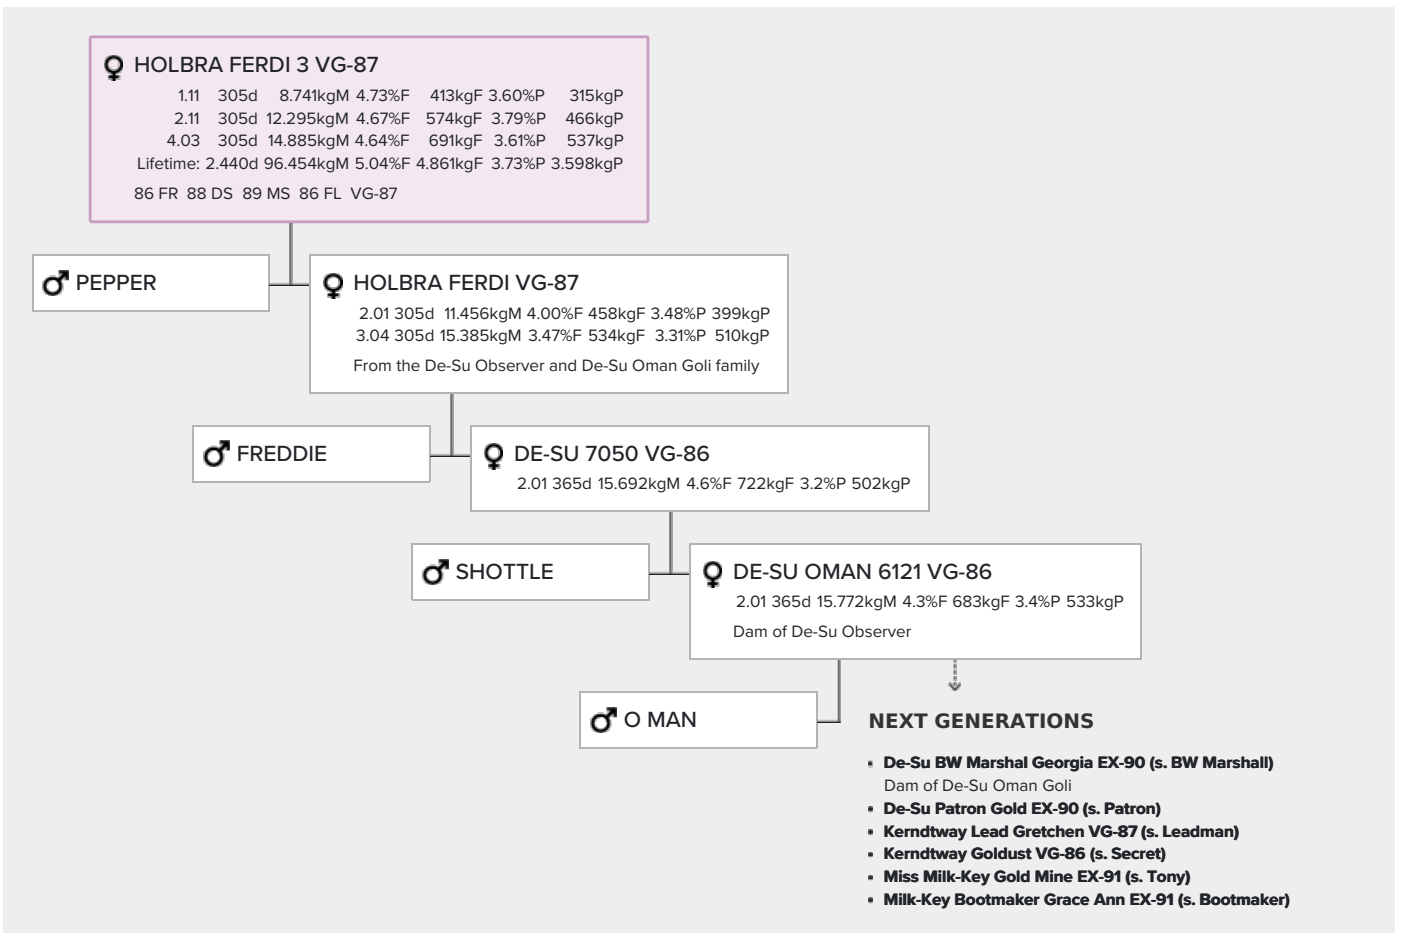 HOLBRA FERDI 3 VG-87
1.11 305d 8.741kgM 4.73%F 413kgF 3.60%P 315kgP
2.11 305d 12.295kgM 4.67%F 574kgF 3.79%P 466kgP
4.03 305d 14.885kgM 4.64%F 691kgF 3.61%P 537kgP
Lifetime: 2.440d 96.454kgM 5.04%F 4.861kgF 3.73%P 3.598kgP
86 FR 88 DS 89 MS 86 FL VG-87
PEPPER
HOLBRA FERDI VG-87
2.01 305d 11.456kgM 4.00%F 458kgF 3.48%P 399kgP
3.04 305d 15.385kgM 3.47%F 534kgF 3.31%P 510kgP
From the De-Su Observer and De-Su Oman Goli family
FREDDIE
DE-SU 7050 VG-86
2.01 365d 15.692kgM 4.6%F 722kgF 3.2%P 502kgP
SHOTTLE
DE-SU OMAN 6121 VG-86
2.01 365d 15.772kgM 4.3%F 683kgF 3.4%P 533kgP
Dam of De-Su Observer
O MAN
NEXT GENERATIONS
• De-Su BW Marshal Georgia EX-90 (s. BW Marshall)
Dam of De-Su Oman Goli
• De-Su Patron Gold EX-90 (s. Patron)
• Kerndtway Lead Gretchen VG-87 (s. Leadman)
• Kerndtway Goldust VG-86 (s. Secret)
• Miss Milk-Key Gold Mine EX-91 (s. Tony)
• Milk-Key Bootmaker Grace Ann EX-91 (s. Bootmaker)